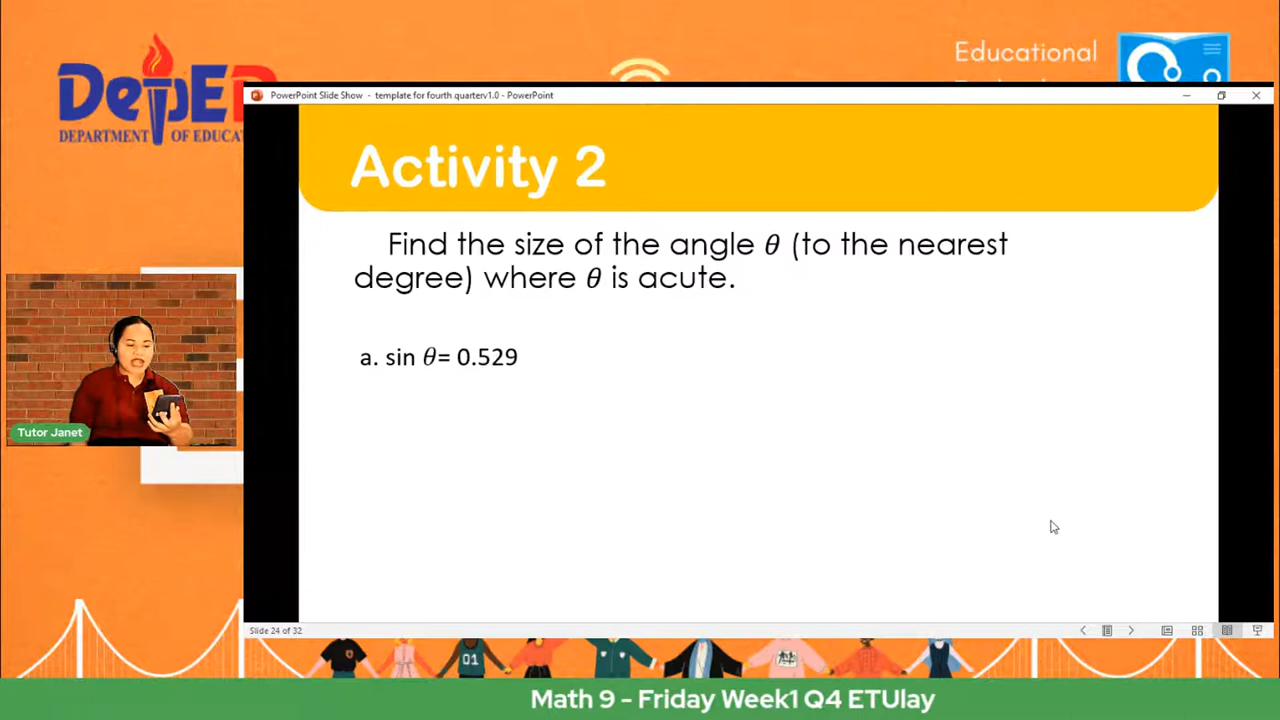 DepED
DEPARTMENT OF EDUCAT
Educational
PowerPoint Slide Show - template for fourth quarterv1.0 - PowerPoint
Activity 2
Find the size of the angle θ (to the nearest
degree) where θ is acute.
a. sin θ= 0.529
Tutor Janet
Slide 24 of 32
01
Math 9 - Friday Week1 Q4 ETUlay